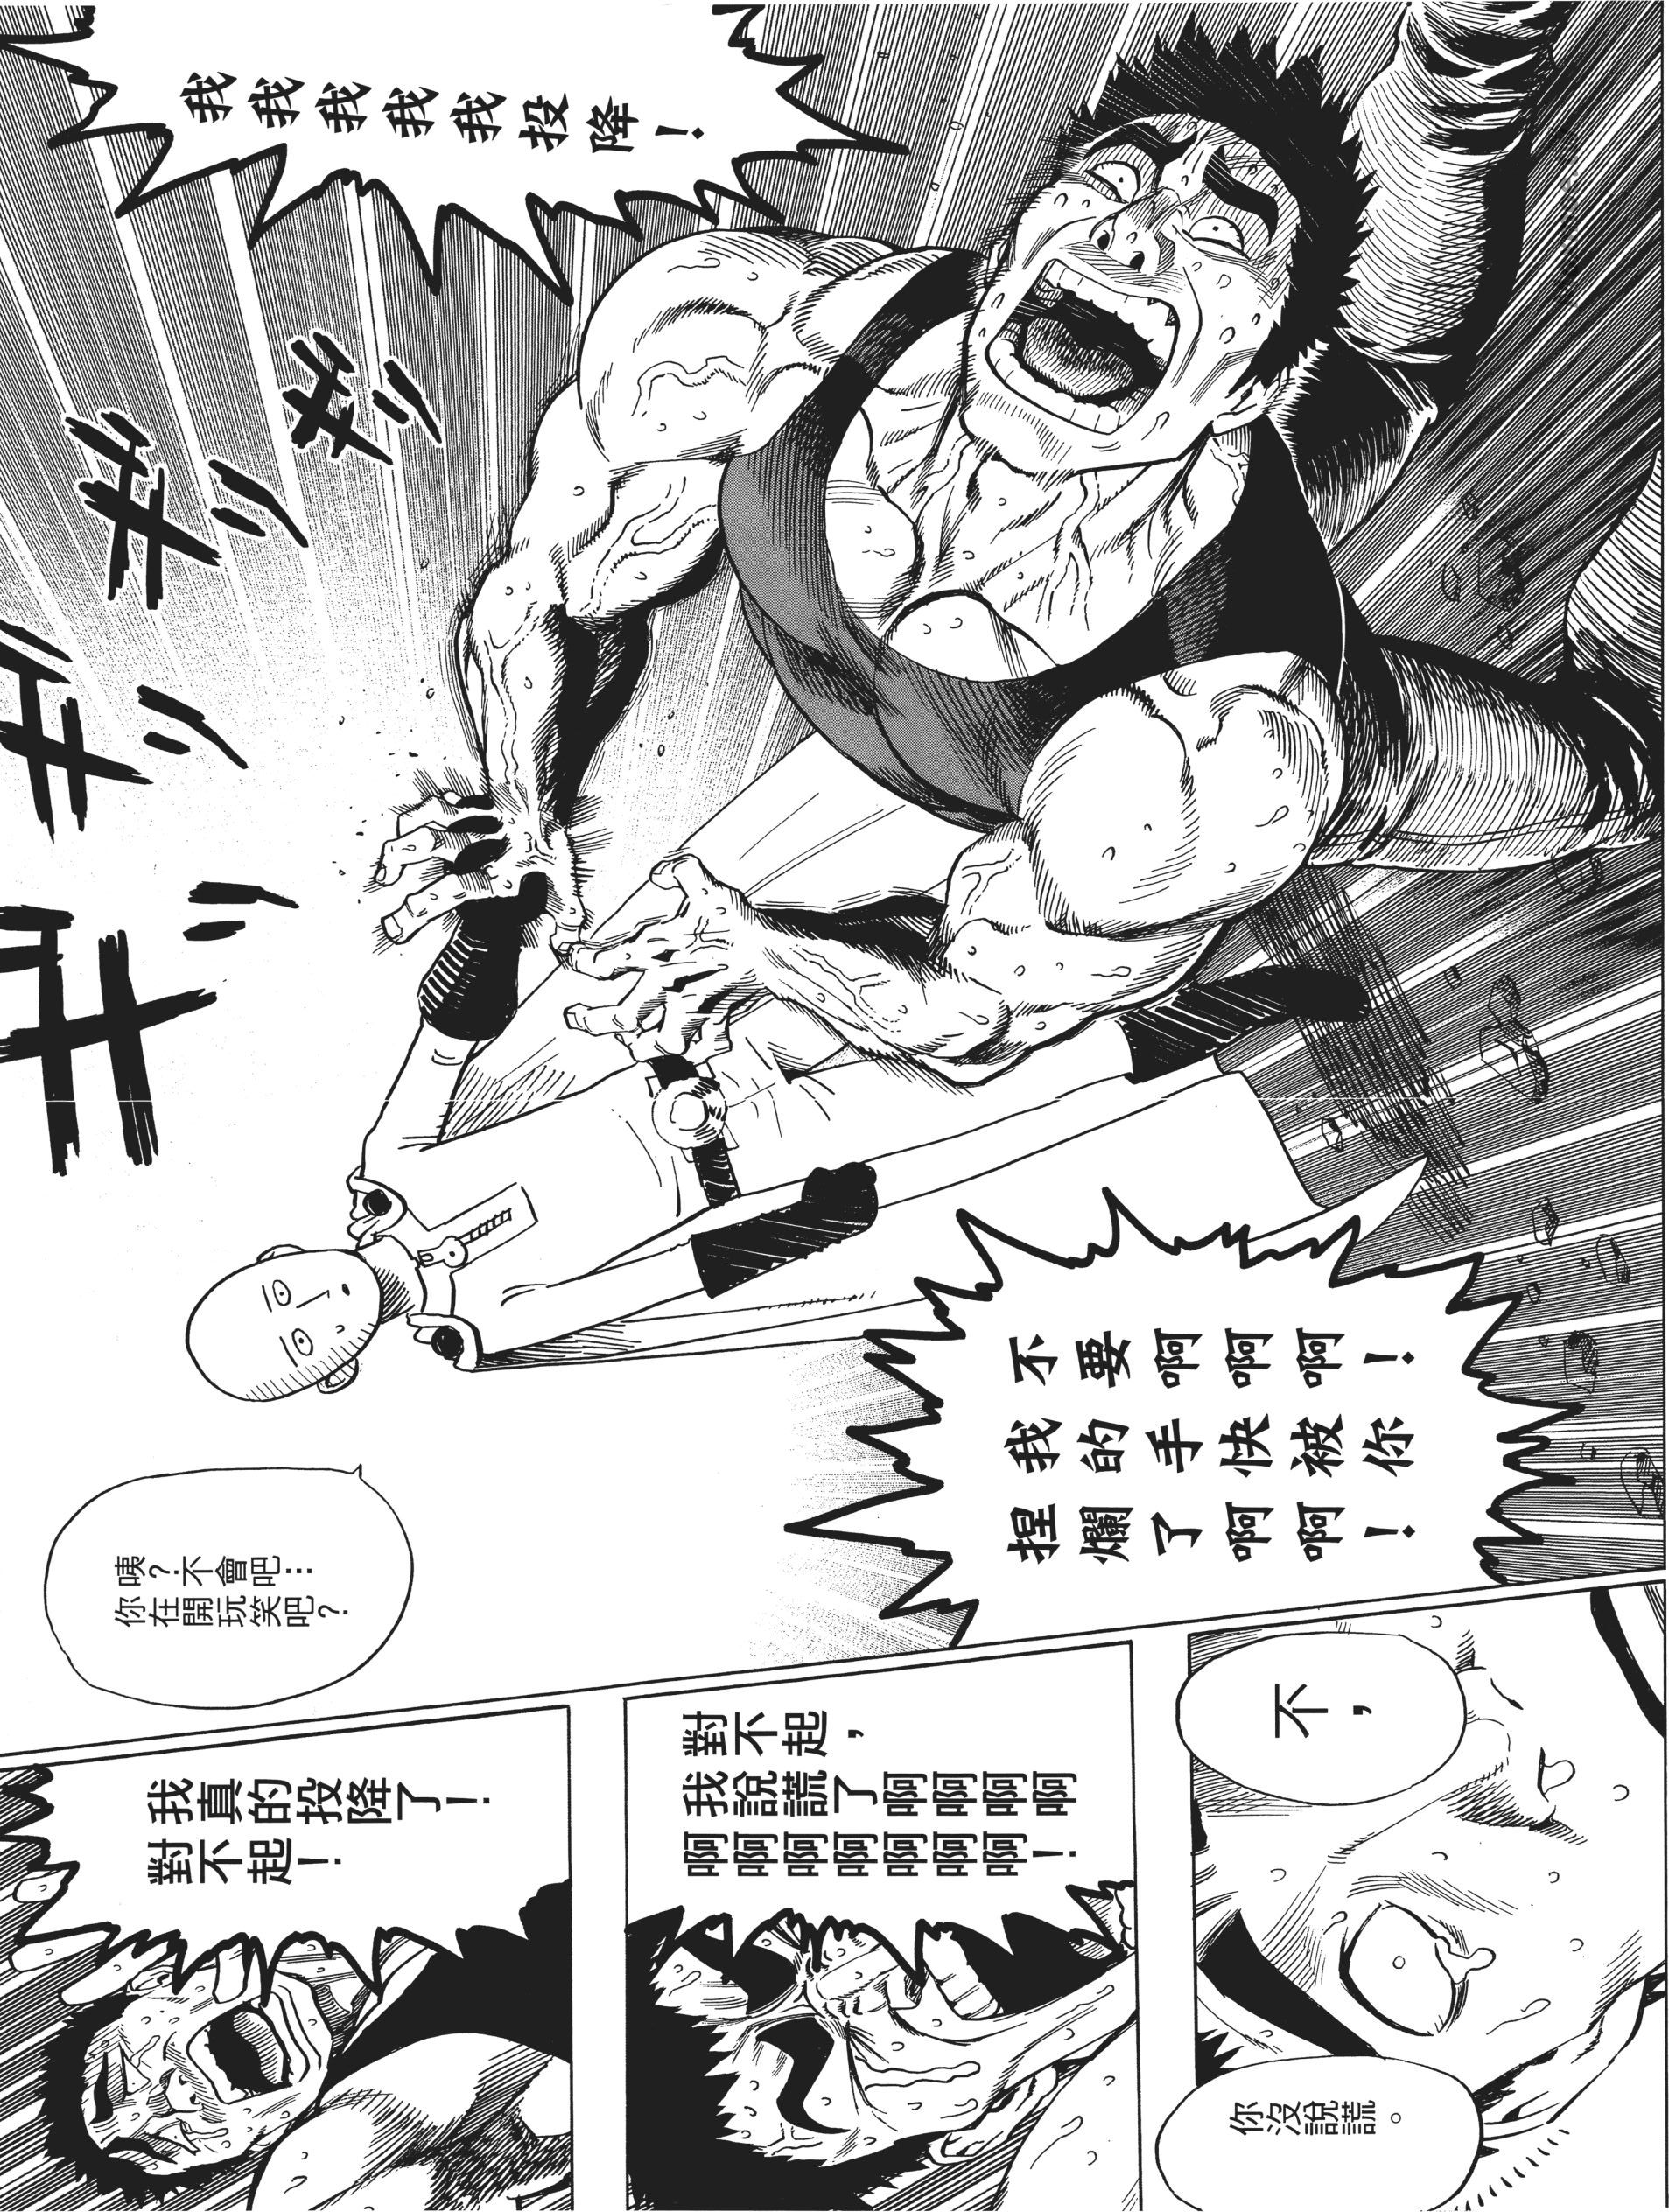 我我我我我投降！
ギリ
ギリ
ギリ
ギリ
不要啊啊啊！
我的手快被你
捏爛了啊啊！
咦？不會吧…
你在開玩笑吧？
我真的投降了！
對不起！
對不起，
我說謊了啊啊啊啊
啊啊啊啊啊啊啊！
不，
你沒說謊。